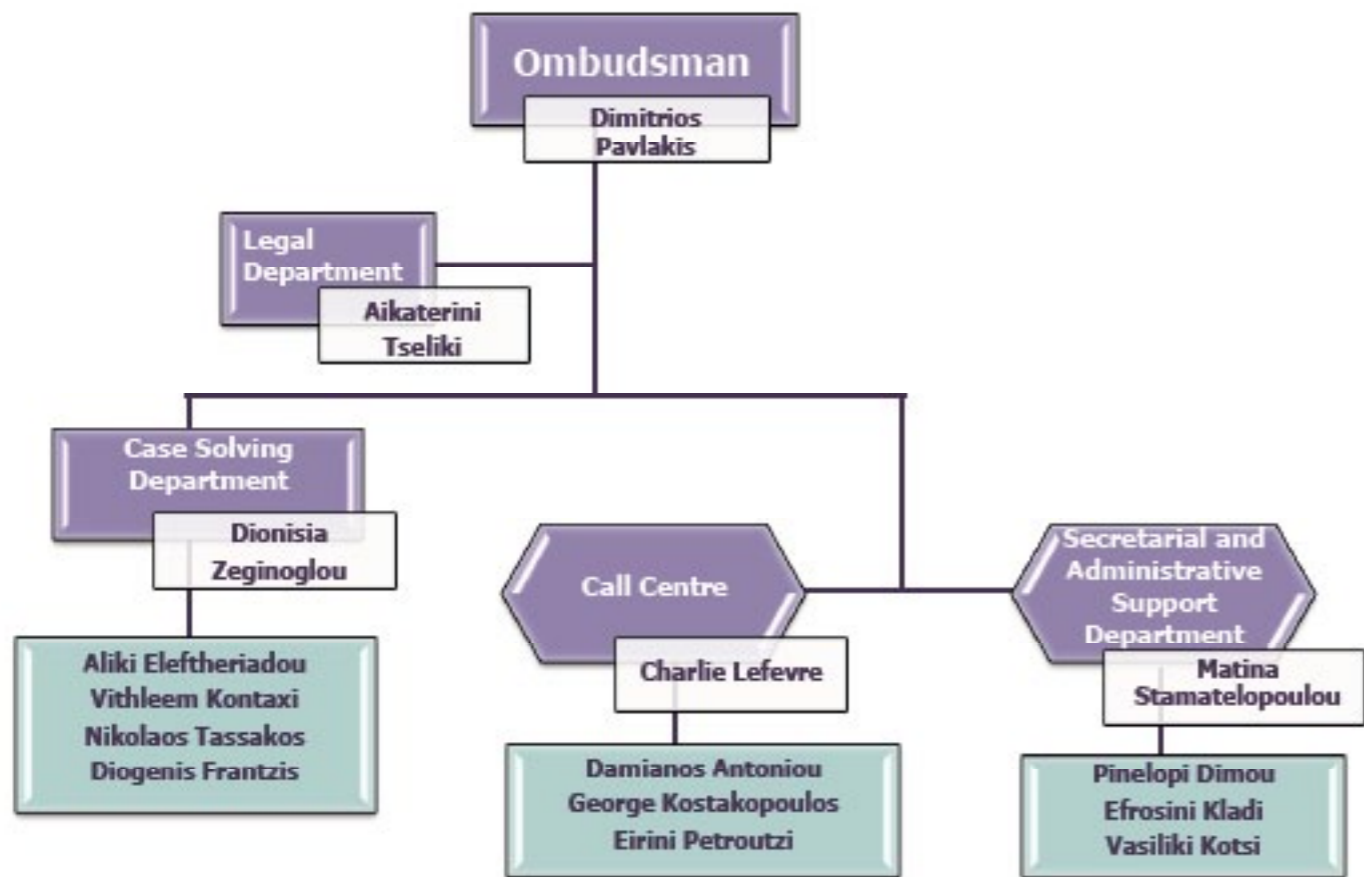 Ombudsman
Dimitrios
Pavlakis
Legal
Department
Aikaterini
Tseliki
Case Solving
Department
Dionisia
Zeginoglou
Aliki Eleftheriadou
Vithleem Kontaxi
Nikolaos Tassakos
Diogenis Frantzis
Call Centre
Charlie Lefevre
Damianos Antoniou
George Kostakopoulos
Eirini Petroutzi
Secretarial and
Administrative
Support
Department
Matina
Stamatelopoulou
Pinelopi Dimou
Efrosini Kladi
Vasiliki Kotsi